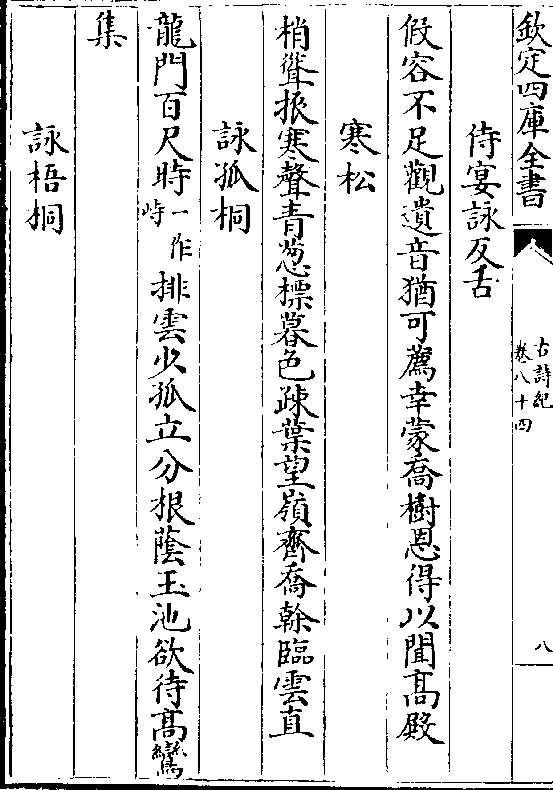 欽定四庫全書
古詩紀
卷八十四
八
侍宴詠反舌
假容不足觀遺音猶可薦幸蒙喬樹恩得以聞高殿
寒松
梢聳振寒聲青葱標暮色疎葉望嶺齊喬榦臨雲直
詠孤桐
龍門百尺時一作峙排雲少孤立分根蔭玉池欲待高鸞
集
詠梧桐